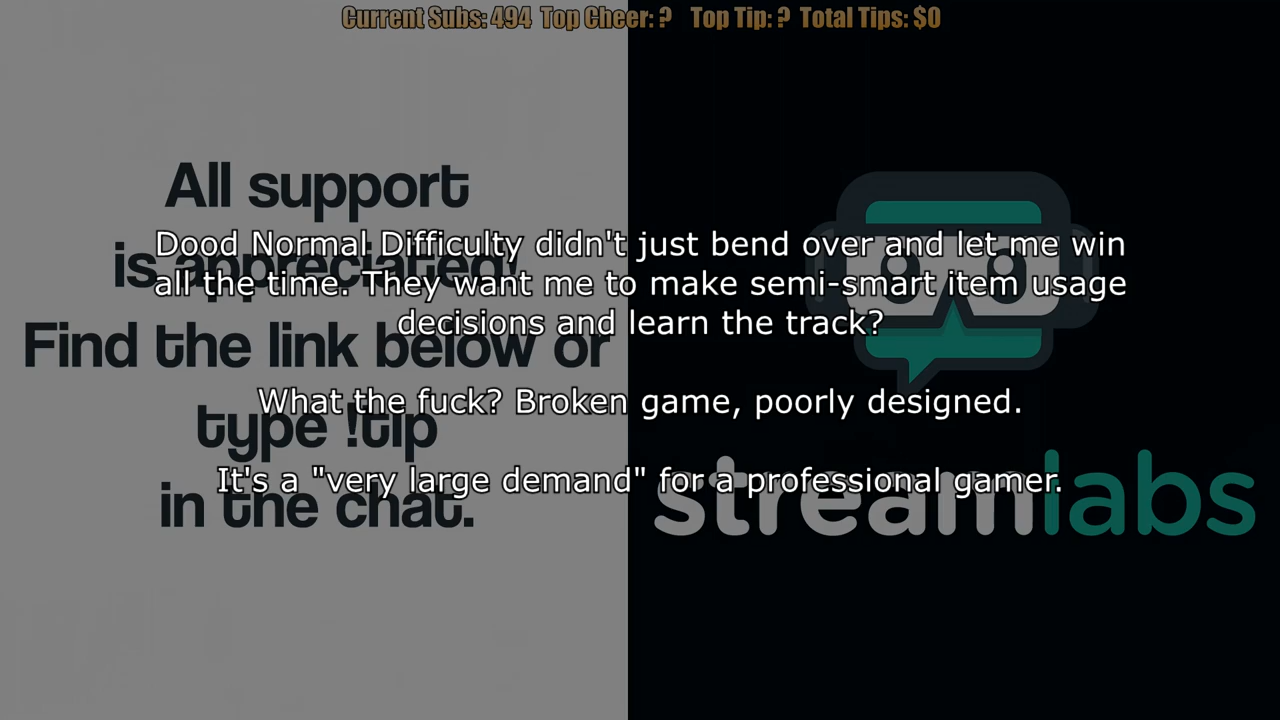 Current Subs: 494 Top Cheer: ? Top Tip: ? Total Tips: $0
All support
is appreciated!
Find the link below or
type !tip
in the chat.
Dood Normal Difficulty didn't just bend over and let me win
all the time. They want me to make semi-smart item usage
decisions and learn the track?
What the fuck? Broken game, poorly designed.
It's a "very large demand" for a professional gamer.
streamlabs